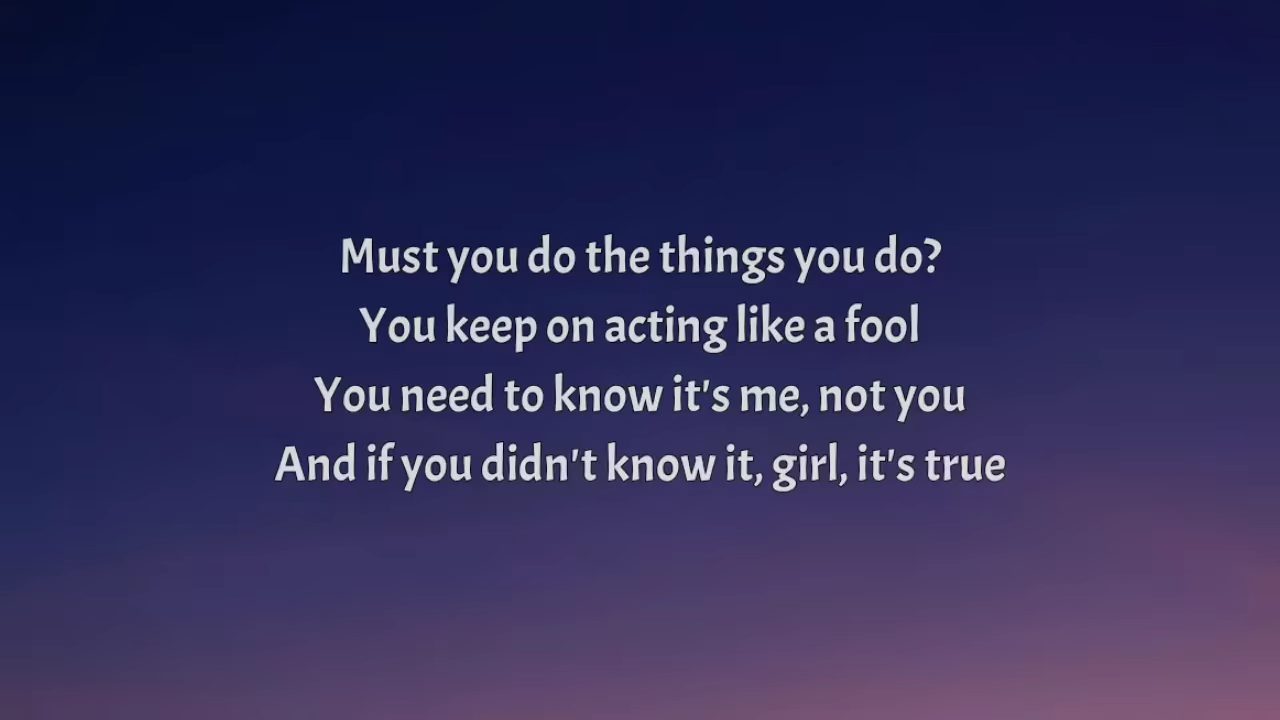 Must you do the things you do?
You keep on acting like a fool
You need to know it's me, not you
And if you didn't know it, girl, it's true